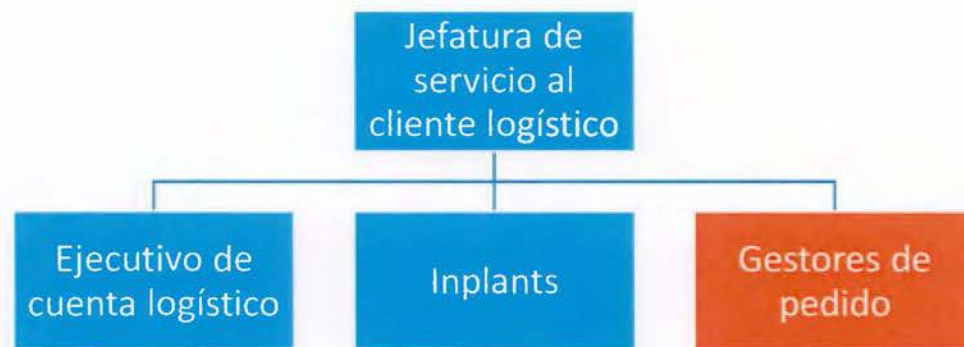 Jefatura de
servicio al
cliente logístico
Ejecutivo de
cuenta logístico
Inplants
Gestores de
pedido